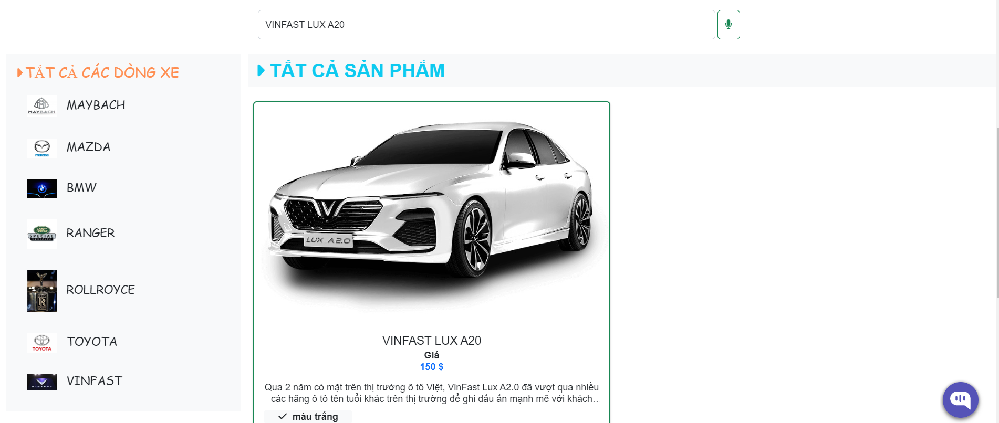 VINFAST LUX A20
TẤT CẢ CÁC DÒNG XE
MAYBACH
MAYBACH
mazda
MAZDA
BMW
LAND ROVER
SPECIAL
VEHICLES
RANGER
ROLLROYCE
TOYOTA
TOYOTA
VINFAST
VINFAST
TẤT CẢ SẢN PHẨM
LUX A2.0
VINFAST LUX A20
Giá
150 $
Qua 2 năm có mặt trên thị trường ô tô Việt, VinFast Lux A2.0 đã vượt qua nhiều
các hãng ô tô tên tuổi khác trên thị trường để ghi dấu ấn mạnh mẽ với khách..
màu trắng